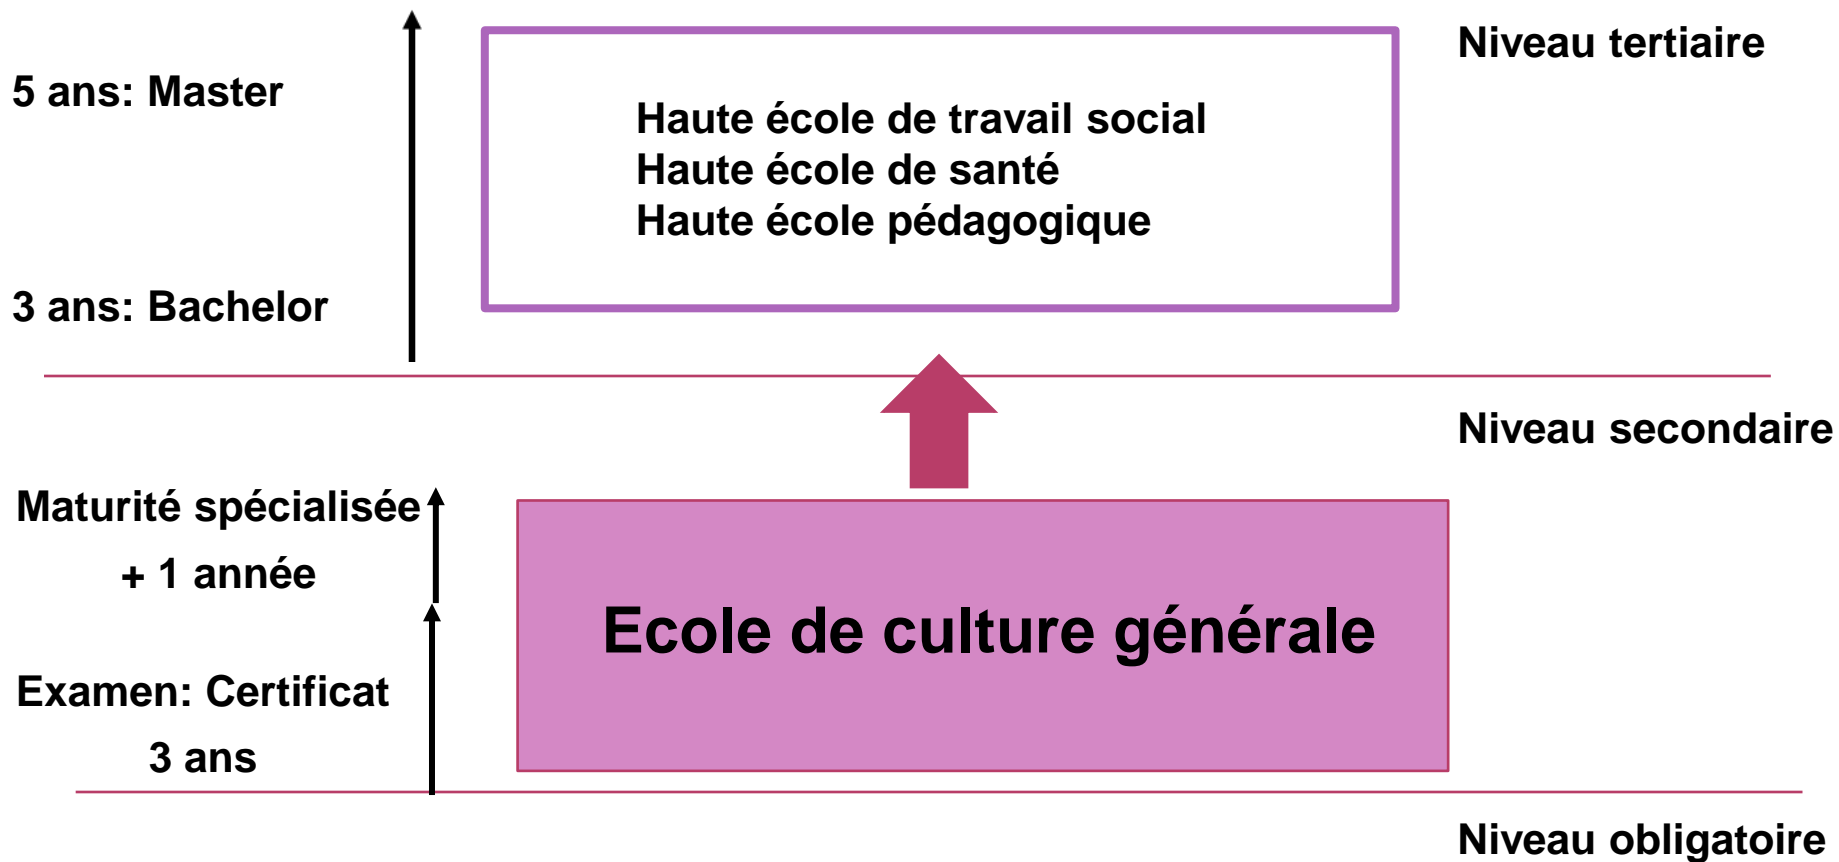 Niveau tertiaire
5 ans: Master
Haute école de travail social
Haute école de santé
Haute école pédagogique
3 ans: Bachelor
Niveau secondaire
Maturité spécialisée
+ 1 année
Ecole de culture générale
Examen: Certificat
3 ans
Niveau obligatoire